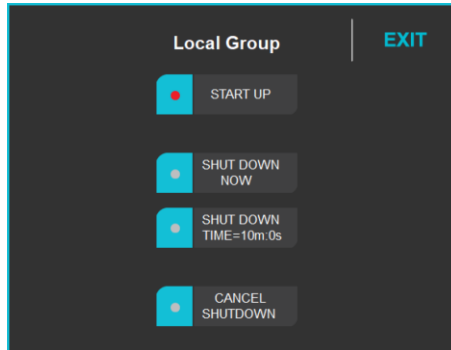 Local Group
EXIT
START UP
SHUT DOWN
NOW
SHUT DOWN
TIME=10m:0s
CANCEL
SHUTDOWN